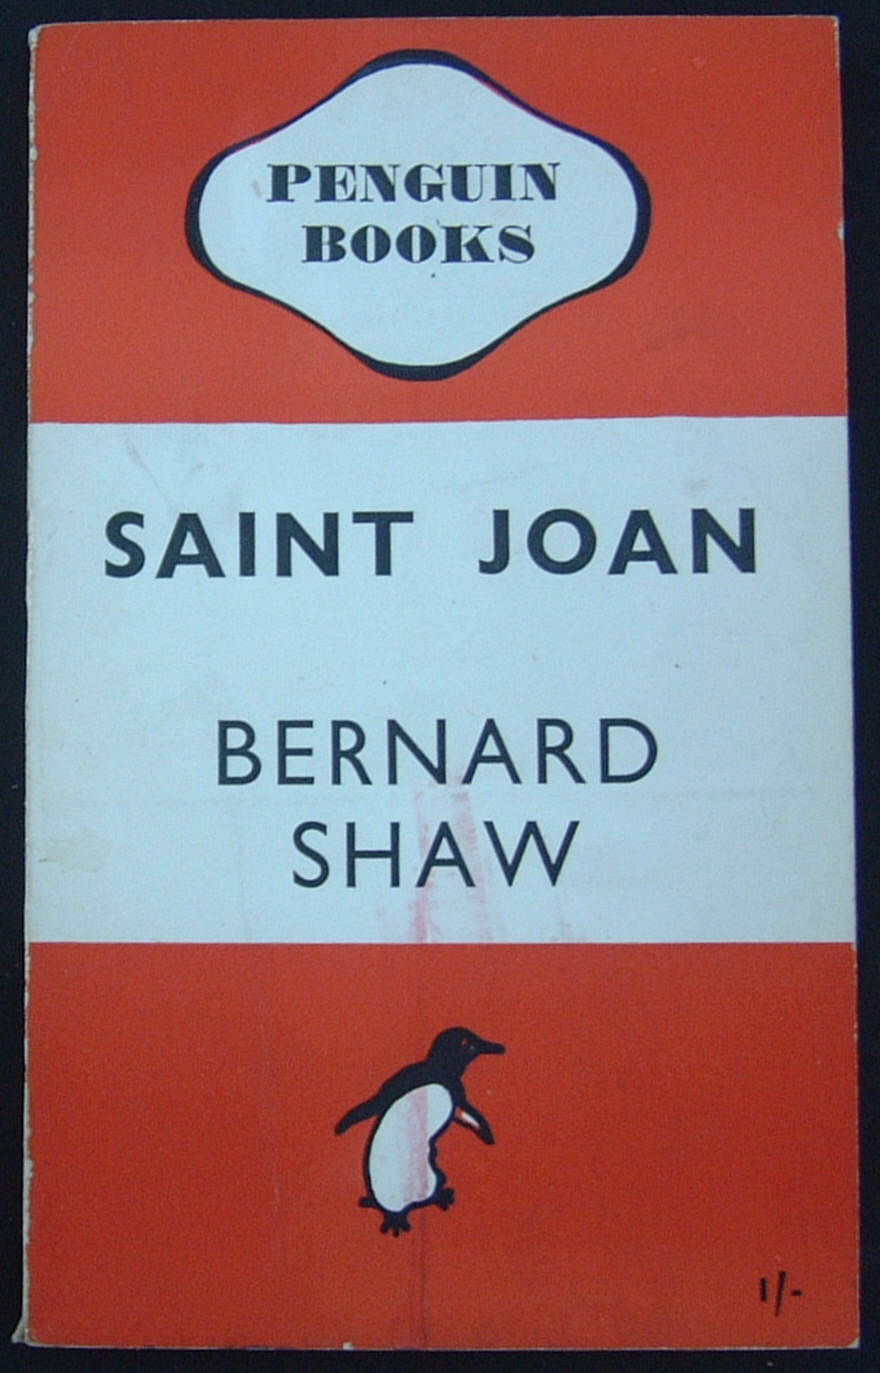 PENGUIN
BOOKS
SAINT JOAN
BERNARD
SHAW
1/-